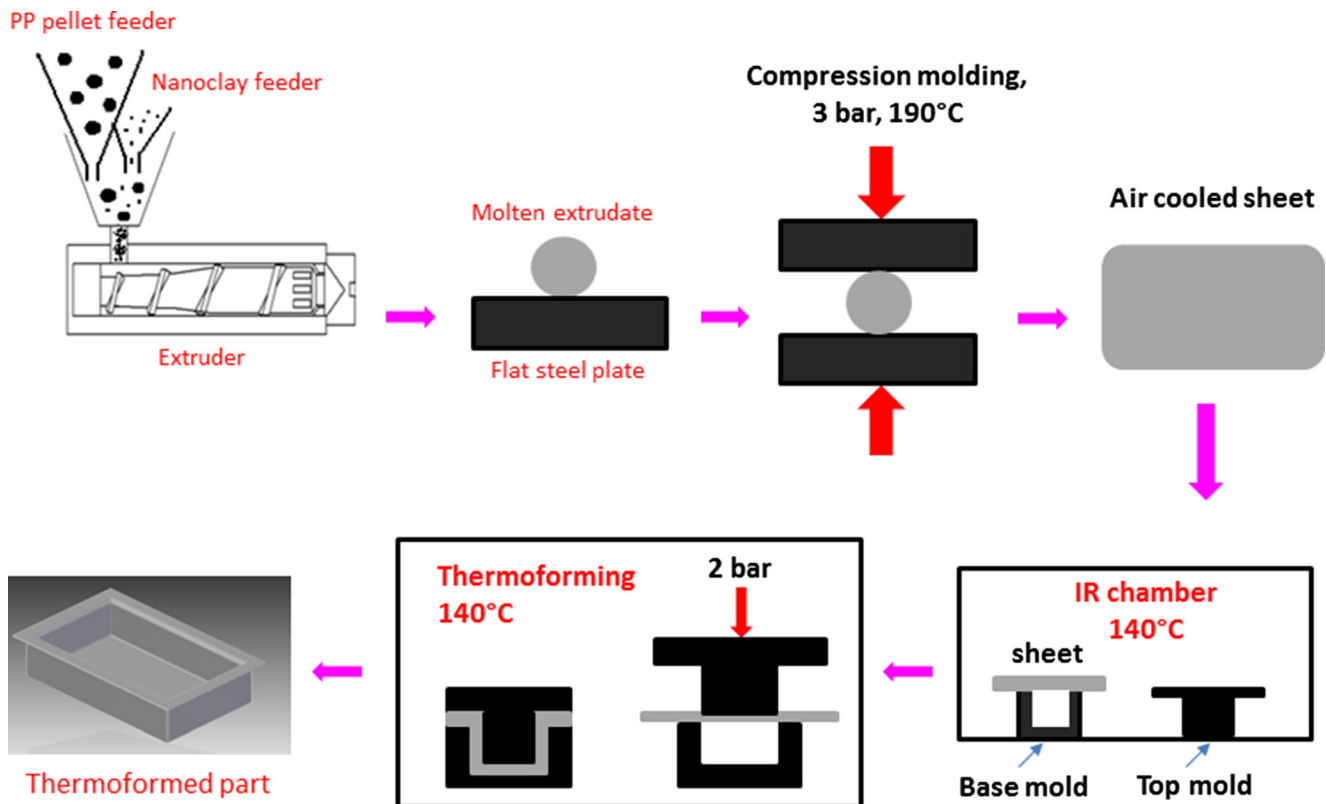 PP pellet feeder
Nanoclay feeder
Extruder
Molten extrudate
Flat steel plate
Compression molding,
3 bar, 190°C
Air cooled sheet
IR chamber
140°C
sheet
Base mold
Top mold
Thermoforming
140°C
2 bar
Thermoformed part